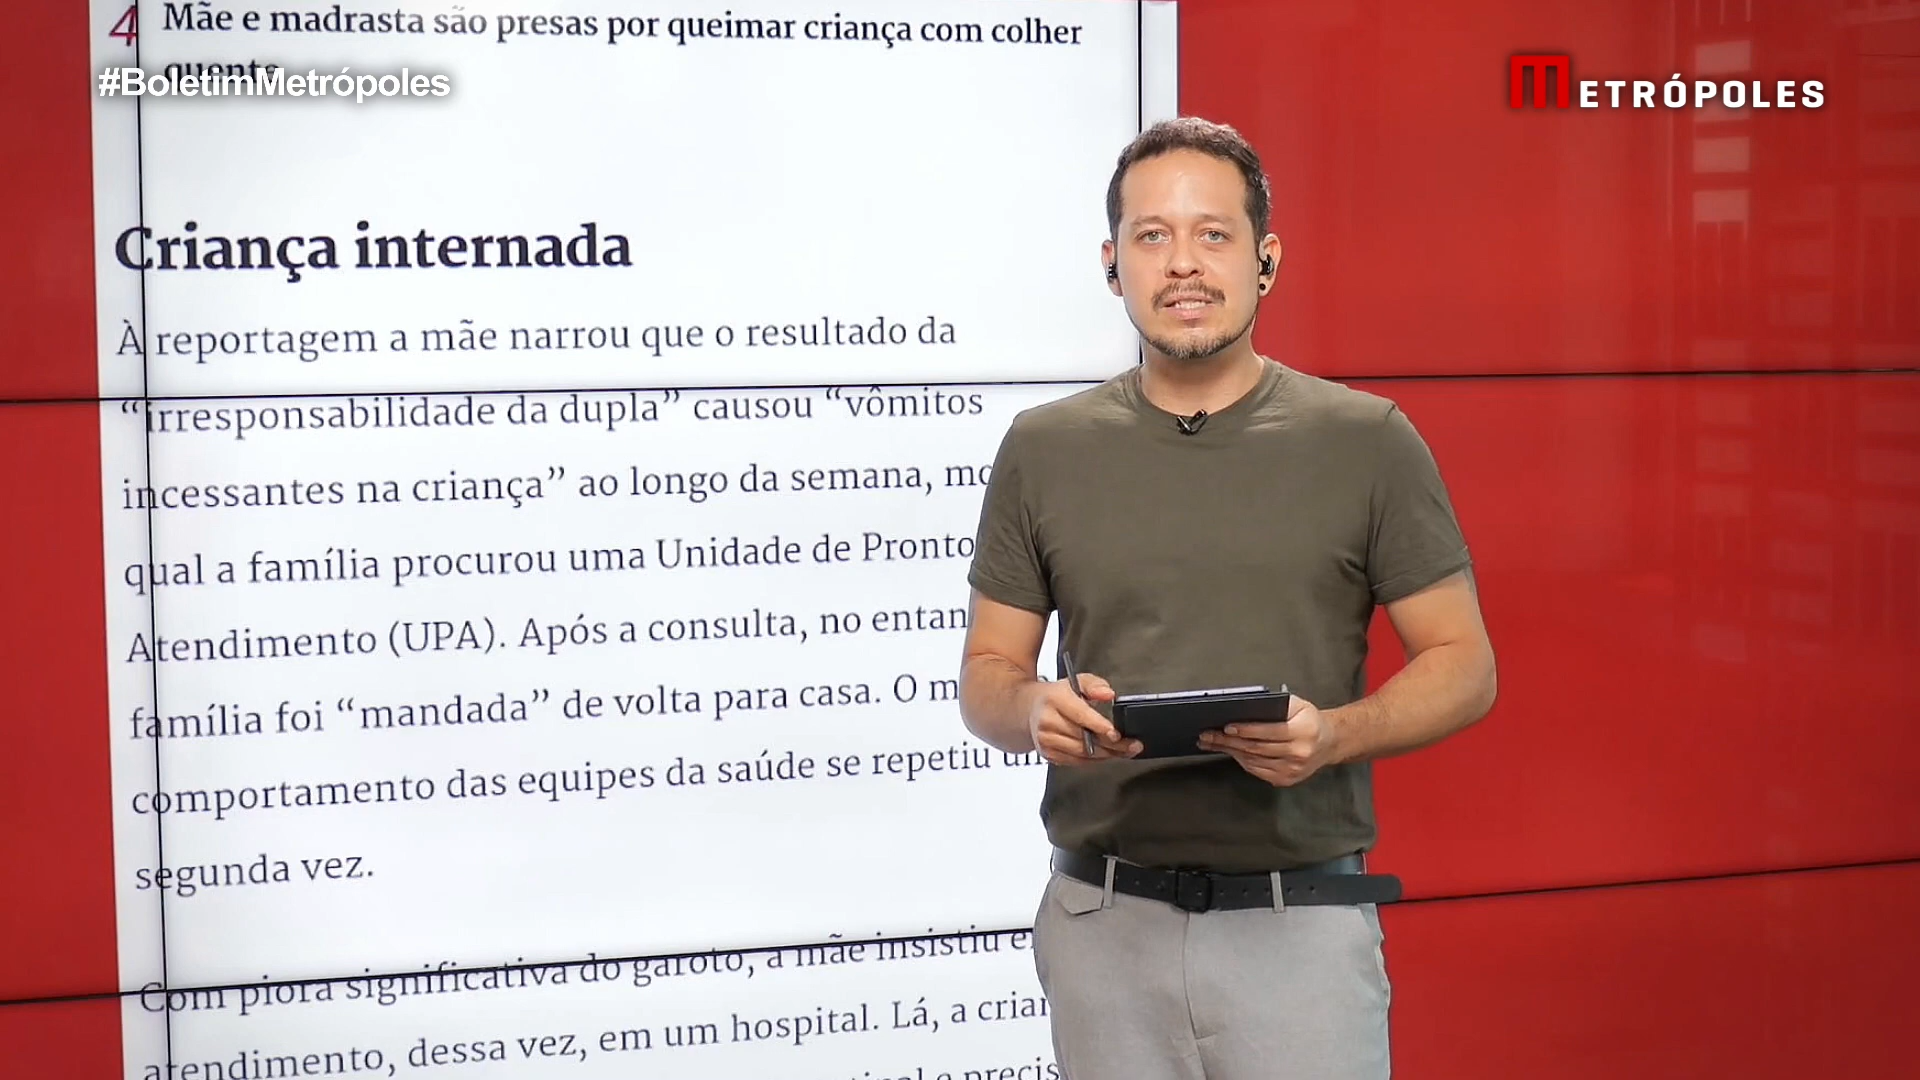 4 Mãe e madrasta são presas por queimar criança com colher
quente
#BoletimMetrópoles
METRÓPOLES
Criança internada
À reportagem a mãe narrou que o resultado da
“irresponsabilidade da dupla” causou “vômitos
incessantes na criança” ao longo da semana,
qual a família procurou uma Unidade de Pronto
Atendimento (UPA). Após a consulta, no
família foi “mandada” de volta para casa. O
comportamento das equipes da saúde se repetiu
segunda vez.
Com piora significativa do garoto, a mãe insistiu
atendimento, dessa vez, em um hospital. Lá, a